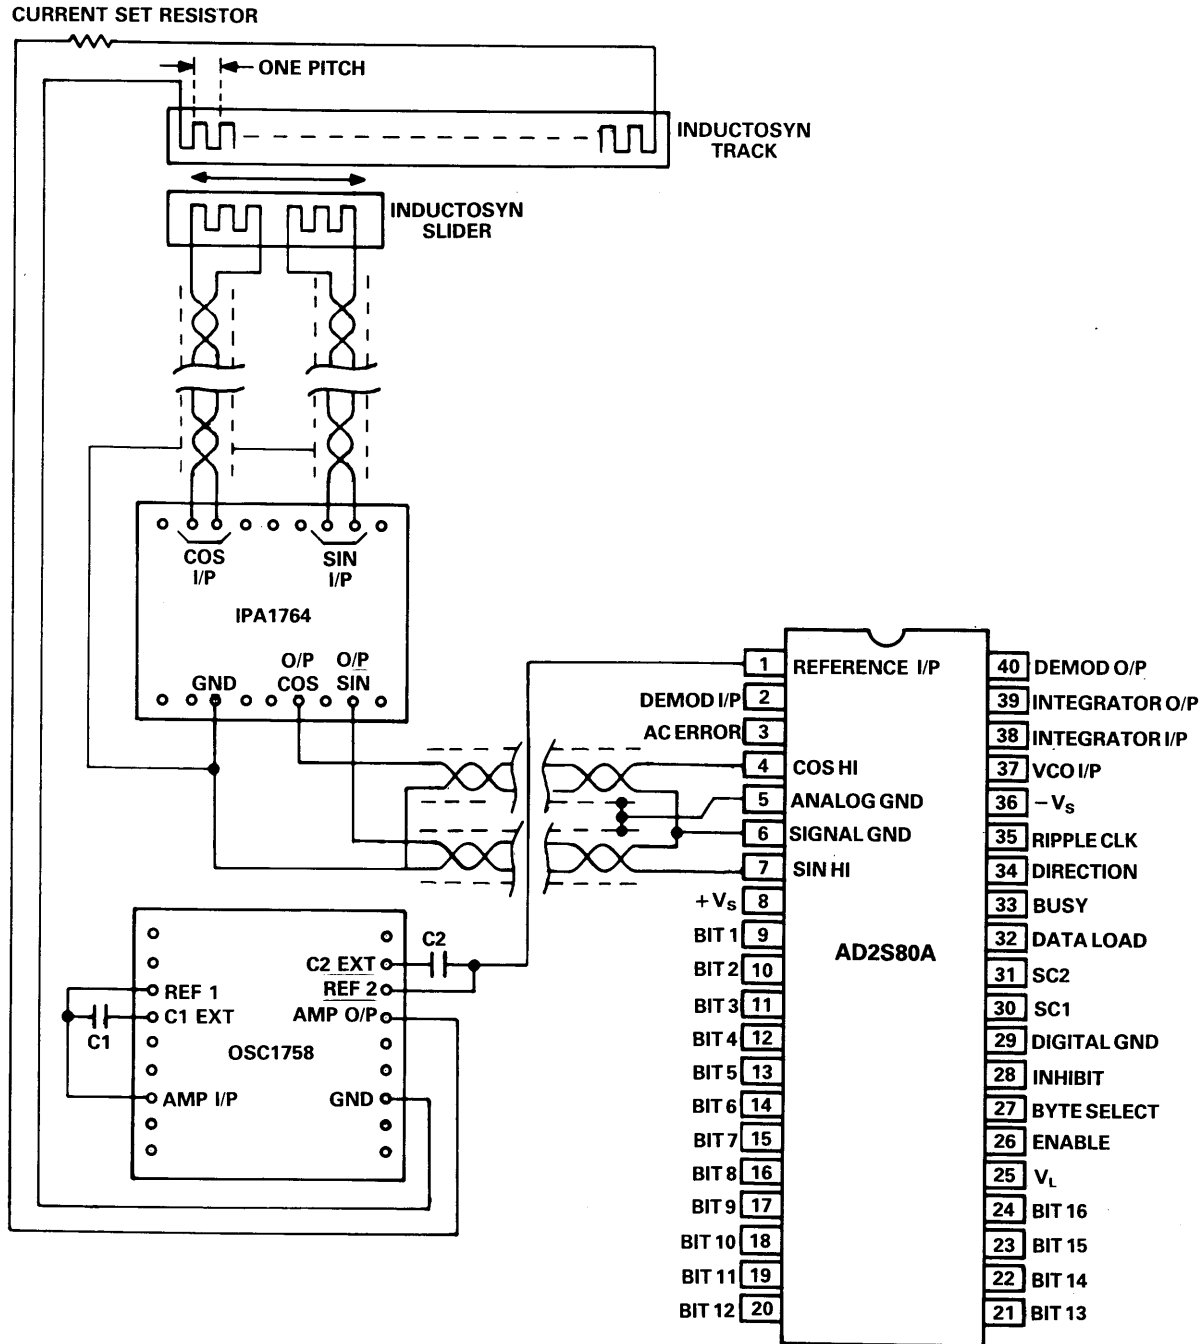 CURRENT SET RESISTOR
ONE PITCH
INDUCTOSYN
TRACK
INDUCTOSYN
SLIDER
COS
I/P
SIN
I/P
IPA1764
GND
O/P
COS
O/P
SIN
C2 EXT
C2
REF 1
REF 2
C1 EXT
AMP O/P
C1
OSC1758
AMP I/P
GND
1 REFERENCE I/P
DEMOD I/P 2
AC ERROR 3
4 COS HI
5 ANALOG GND
6 SIGNAL GND
7 SIN HI
+VS 8
BIT 1 9
BIT 2 10
BIT 3 11
BIT 4 12
BIT 5 13
BIT 6 14
BIT 7 15
BIT 8 16
BIT 9 17
BIT 10 18
BIT 11 19
BIT 12 20
AD2S80A
40 DEMOD O/P
39 INTEGRATOR O/P
38 INTEGRATOR I/P
37 VCO I/P
36 –VS
35 RIPPLE CLK
34 DIRECTION
33 BUSY
32 DATA LOAD
31 SC2
30 SC1
29 DIGITAL GND
28 INHIBIT
27 BYTE SELECT
26 ENABLE
25 VL
24 BIT 16
23 BIT 15
22 BIT 14
21 BIT 13